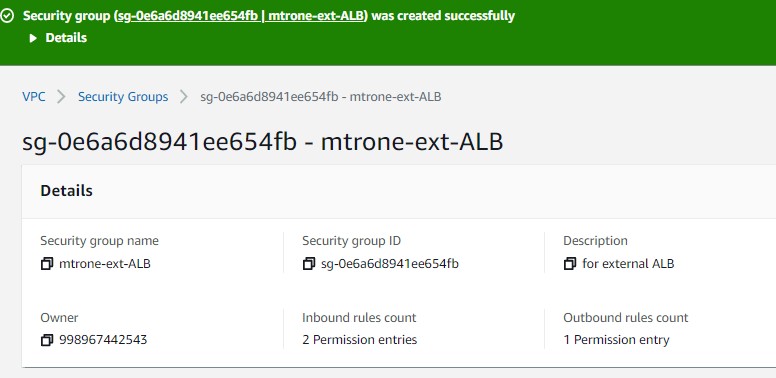 Security group (sg-0e6a6d8941ee654fb | mtrone-ext-ALB) was created successfully
Details
VPC > Security Groups > sg-0e6a6d8941ee654fb - mtrone-ext-ALB
sg-0e6a6d8941ee654fb - mtrone-ext-ALB
Details
Security group name
mtrone-ext-ALB
Security group ID
sg-0e6a6d8941ee654fb
Description
for external ALB
Owner
998967442543
Inbound rules count
2 Permission entries
Outbound rules count
1 Permission entry